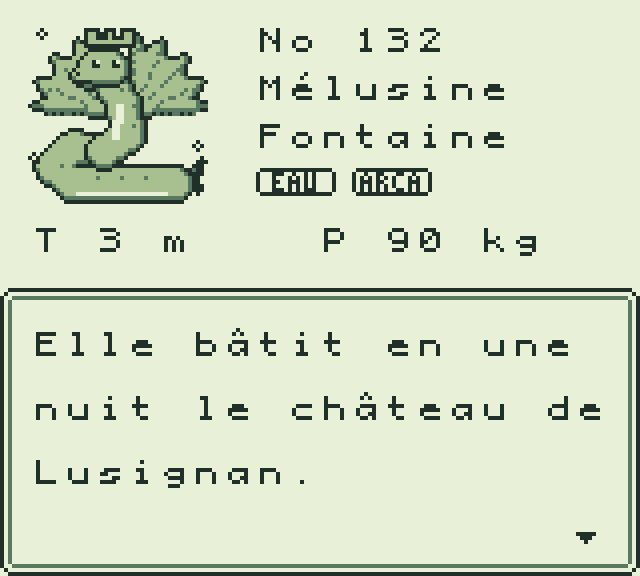 No 132
Mélusine
Fontaine
EAU ARCA
T 3 m P 90 kg
Elle bâtit en une
nuit le château de
Lusignan.